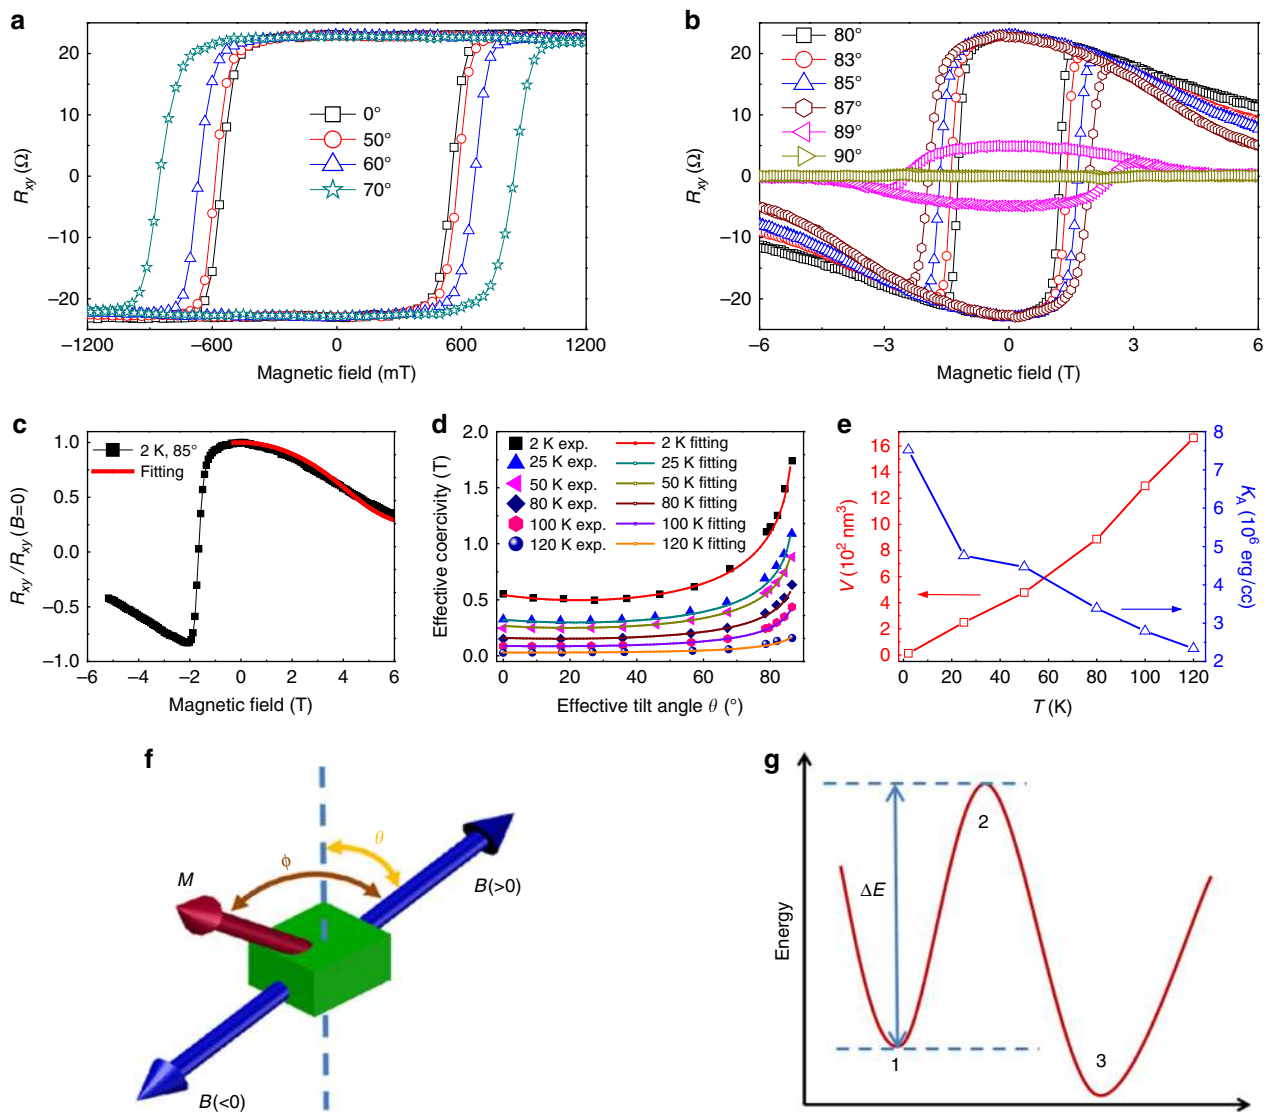 a
20
10
0
−10
−20
Rxy (Ω)
0°
50°
60°
70°
−1200
−600
0
600
1200
Magnetic field (mT)
b
20
10
0
−10
−20
Rxy (Ω)
80°
83°
85°
87°
89°
90°
−6
−3
0
3
6
Magnetic field (T)
c
1.0
0.5
0.0
−0.5
−1.0
Rxy /Rxy (B=0)
2 K, 85°
Fitting
−6
−4
−2
0
2
4
6
Magnetic field (T)
d
2.0
1.5
1.0
0.5
0.0
Effective coercivity (T)
2 K exp.
25 K exp.
50 K exp.
80 K exp.
100 K exp.
120 K exp.
2 K fitting
25 K fitting
50 K fitting
80 K fitting
100 K fitting
120 K fitting
0
20
40
60
80
Effective tilt angle θ (°)
e
16
14
12
10
8
6
4
2
0
V (10² nm³)
8
7
6
5
4
3
2
KA (10⁶ erg/cc)
0
20
40
60
80
100
120
T (K)
f
θ
ϕ
M
B(>0)
B(<0)
g
Energy
ΔE
1
2
3